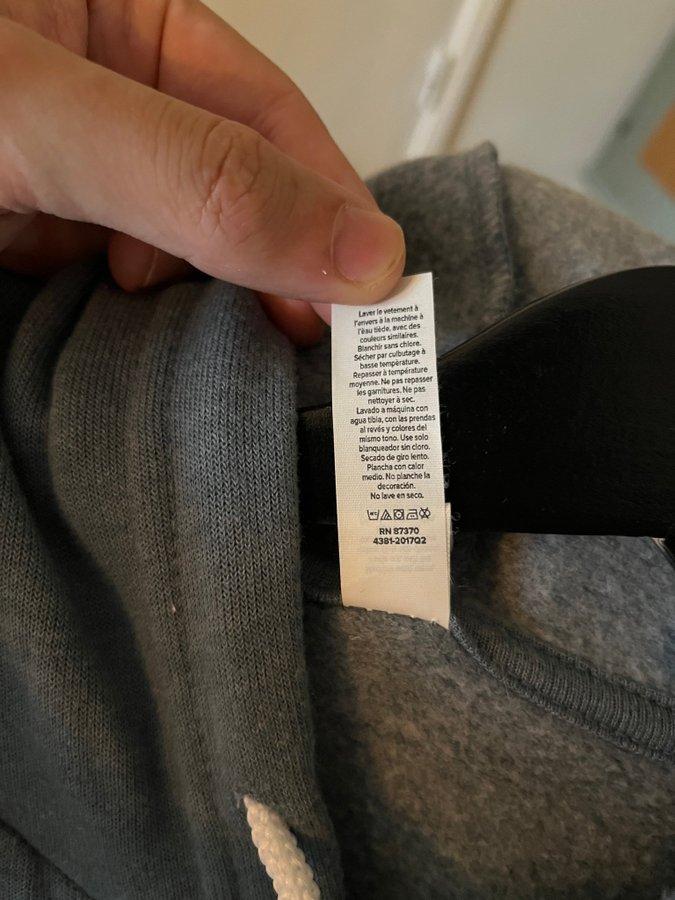 Laver le vetement à
l'envers à la machine à
l'èau tiède, avec des
couleurs similaires.
Blanchir sans chlore.
Sécher par culbutage à
basse température.
Repasser à température
moyenne. Ne pas repasser
les garnitures. Ne pas
nettoyer à sec.
Lavado a máquina con
agua tibia, con las prendas
al revés y colores del
mismo tono. Use solo
blanqueador sin cloro.
Secado de giro lento.
Plancha con calor
medio. No planche la
decoración.
No lave en seco.
RN 87370
4381-2017Q2